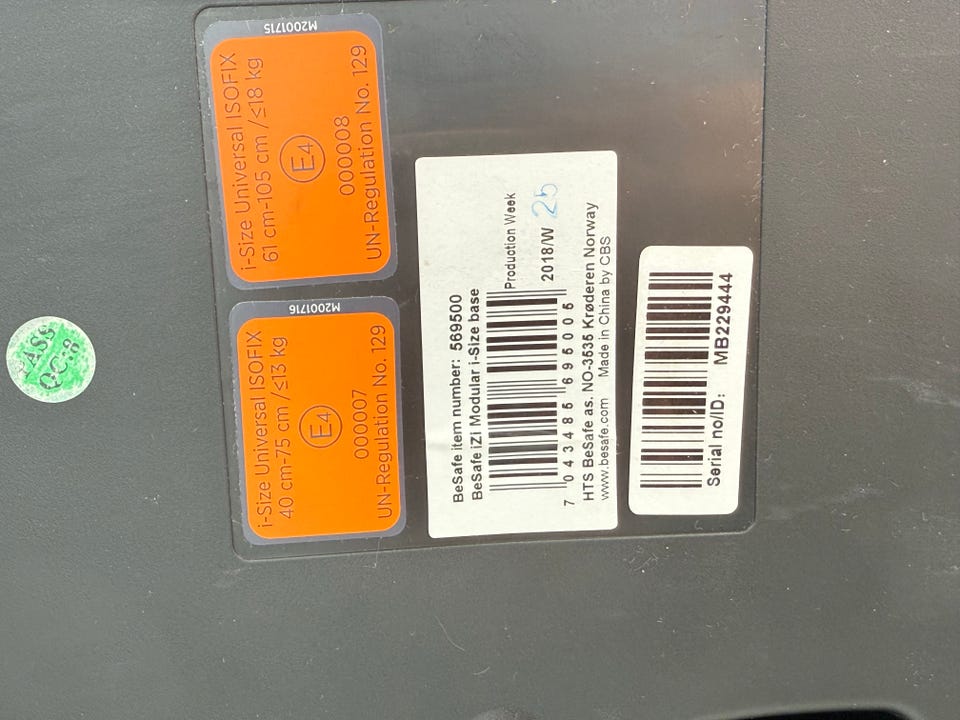 i-Size Universal ISOFIX
40 cm-75 cm /≤13 kg
E4
000007
UN-Regulation No. 129
M2001716
i-Size Universal ISOFIX
61 cm-105 cm /≤18 kg
E4
000008
UN-Regulation No. 129
M2001715
BeSafe item number: 569500
BeSafe iZi Modular i-Size base
Production Week
2018/W 25
7 043485 695005
HTS BeSafe as. NO-3535 Krøderen Norway
www.besafe.com Made in China by CBS
Serial no/ID: MB229444
PASS
QC:8